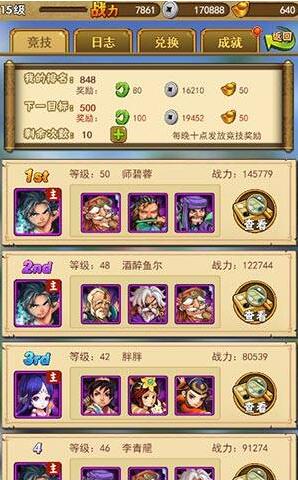 15级 战力 7861 170888 640
竞技 日志 兑换 成就 返回
我的排名: 848
奖励: 80 16210 50
下一目标: 500
奖励: 100 19452 50
剩余次数: 10 每晚十点发放竞技奖励
1st 等级: 50 师碧蓉 战力: 145779
主 查看
2nd 等级: 48 酒醉鱼尔 战力: 122744
主 查看
3rd 等级: 42 胖胖 战力: 80539
主 查看
4 等级: 46 李青龍 战力: 91274
主